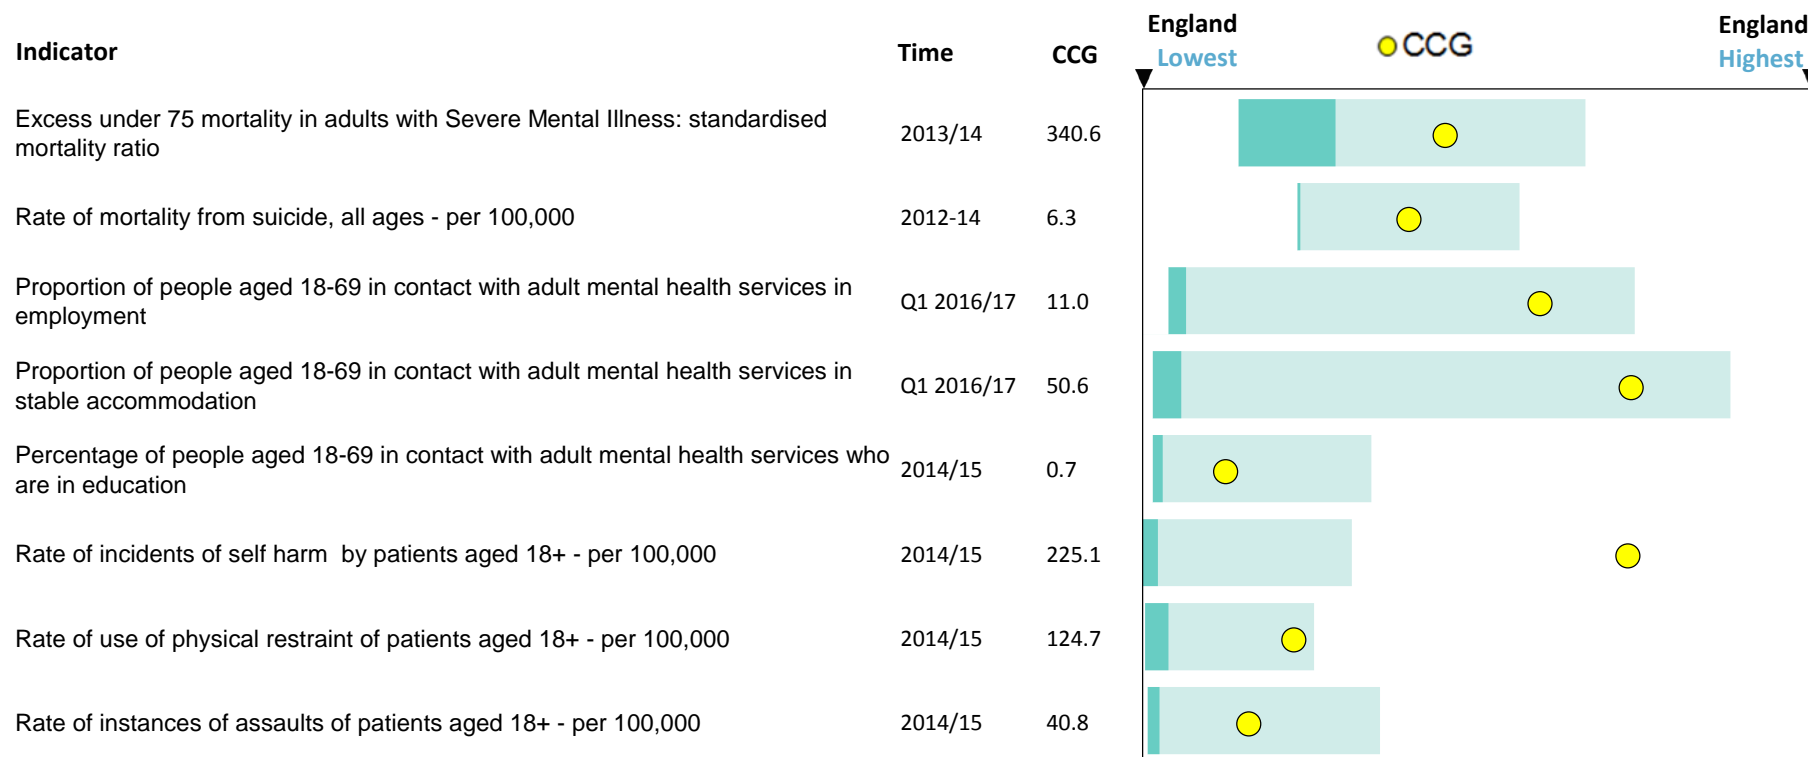 England England
Indicator Time CCG CCG
Lowest Highest
Excess under 75 mortality in adults with Severe Mental Illness: standardised
mortality ratio
2013/14 340.6
Rate of mortality from suicide, all ages - per 100,000 2012-14 6.3
Proportion of people aged 18-69 in contact with adult mental health services in
employment
Q1 2016/17 11.0
Proportion of people aged 18-69 in contact with adult mental health services in
stable accommodation
Q1 2016/17 50.6
Percentage of people aged 18-69 in contact with adult mental health services who
are in education
2014/15 0.7
Rate of incidents of self harm  by patients aged 18+ - per 100,000 2014/15 225.1
Rate of use of physical restraint of patients aged 18+ - per 100,000 2014/15 124.7
Rate of instances of assaults of patients aged 18+ - per 100,000 2014/15 40.8